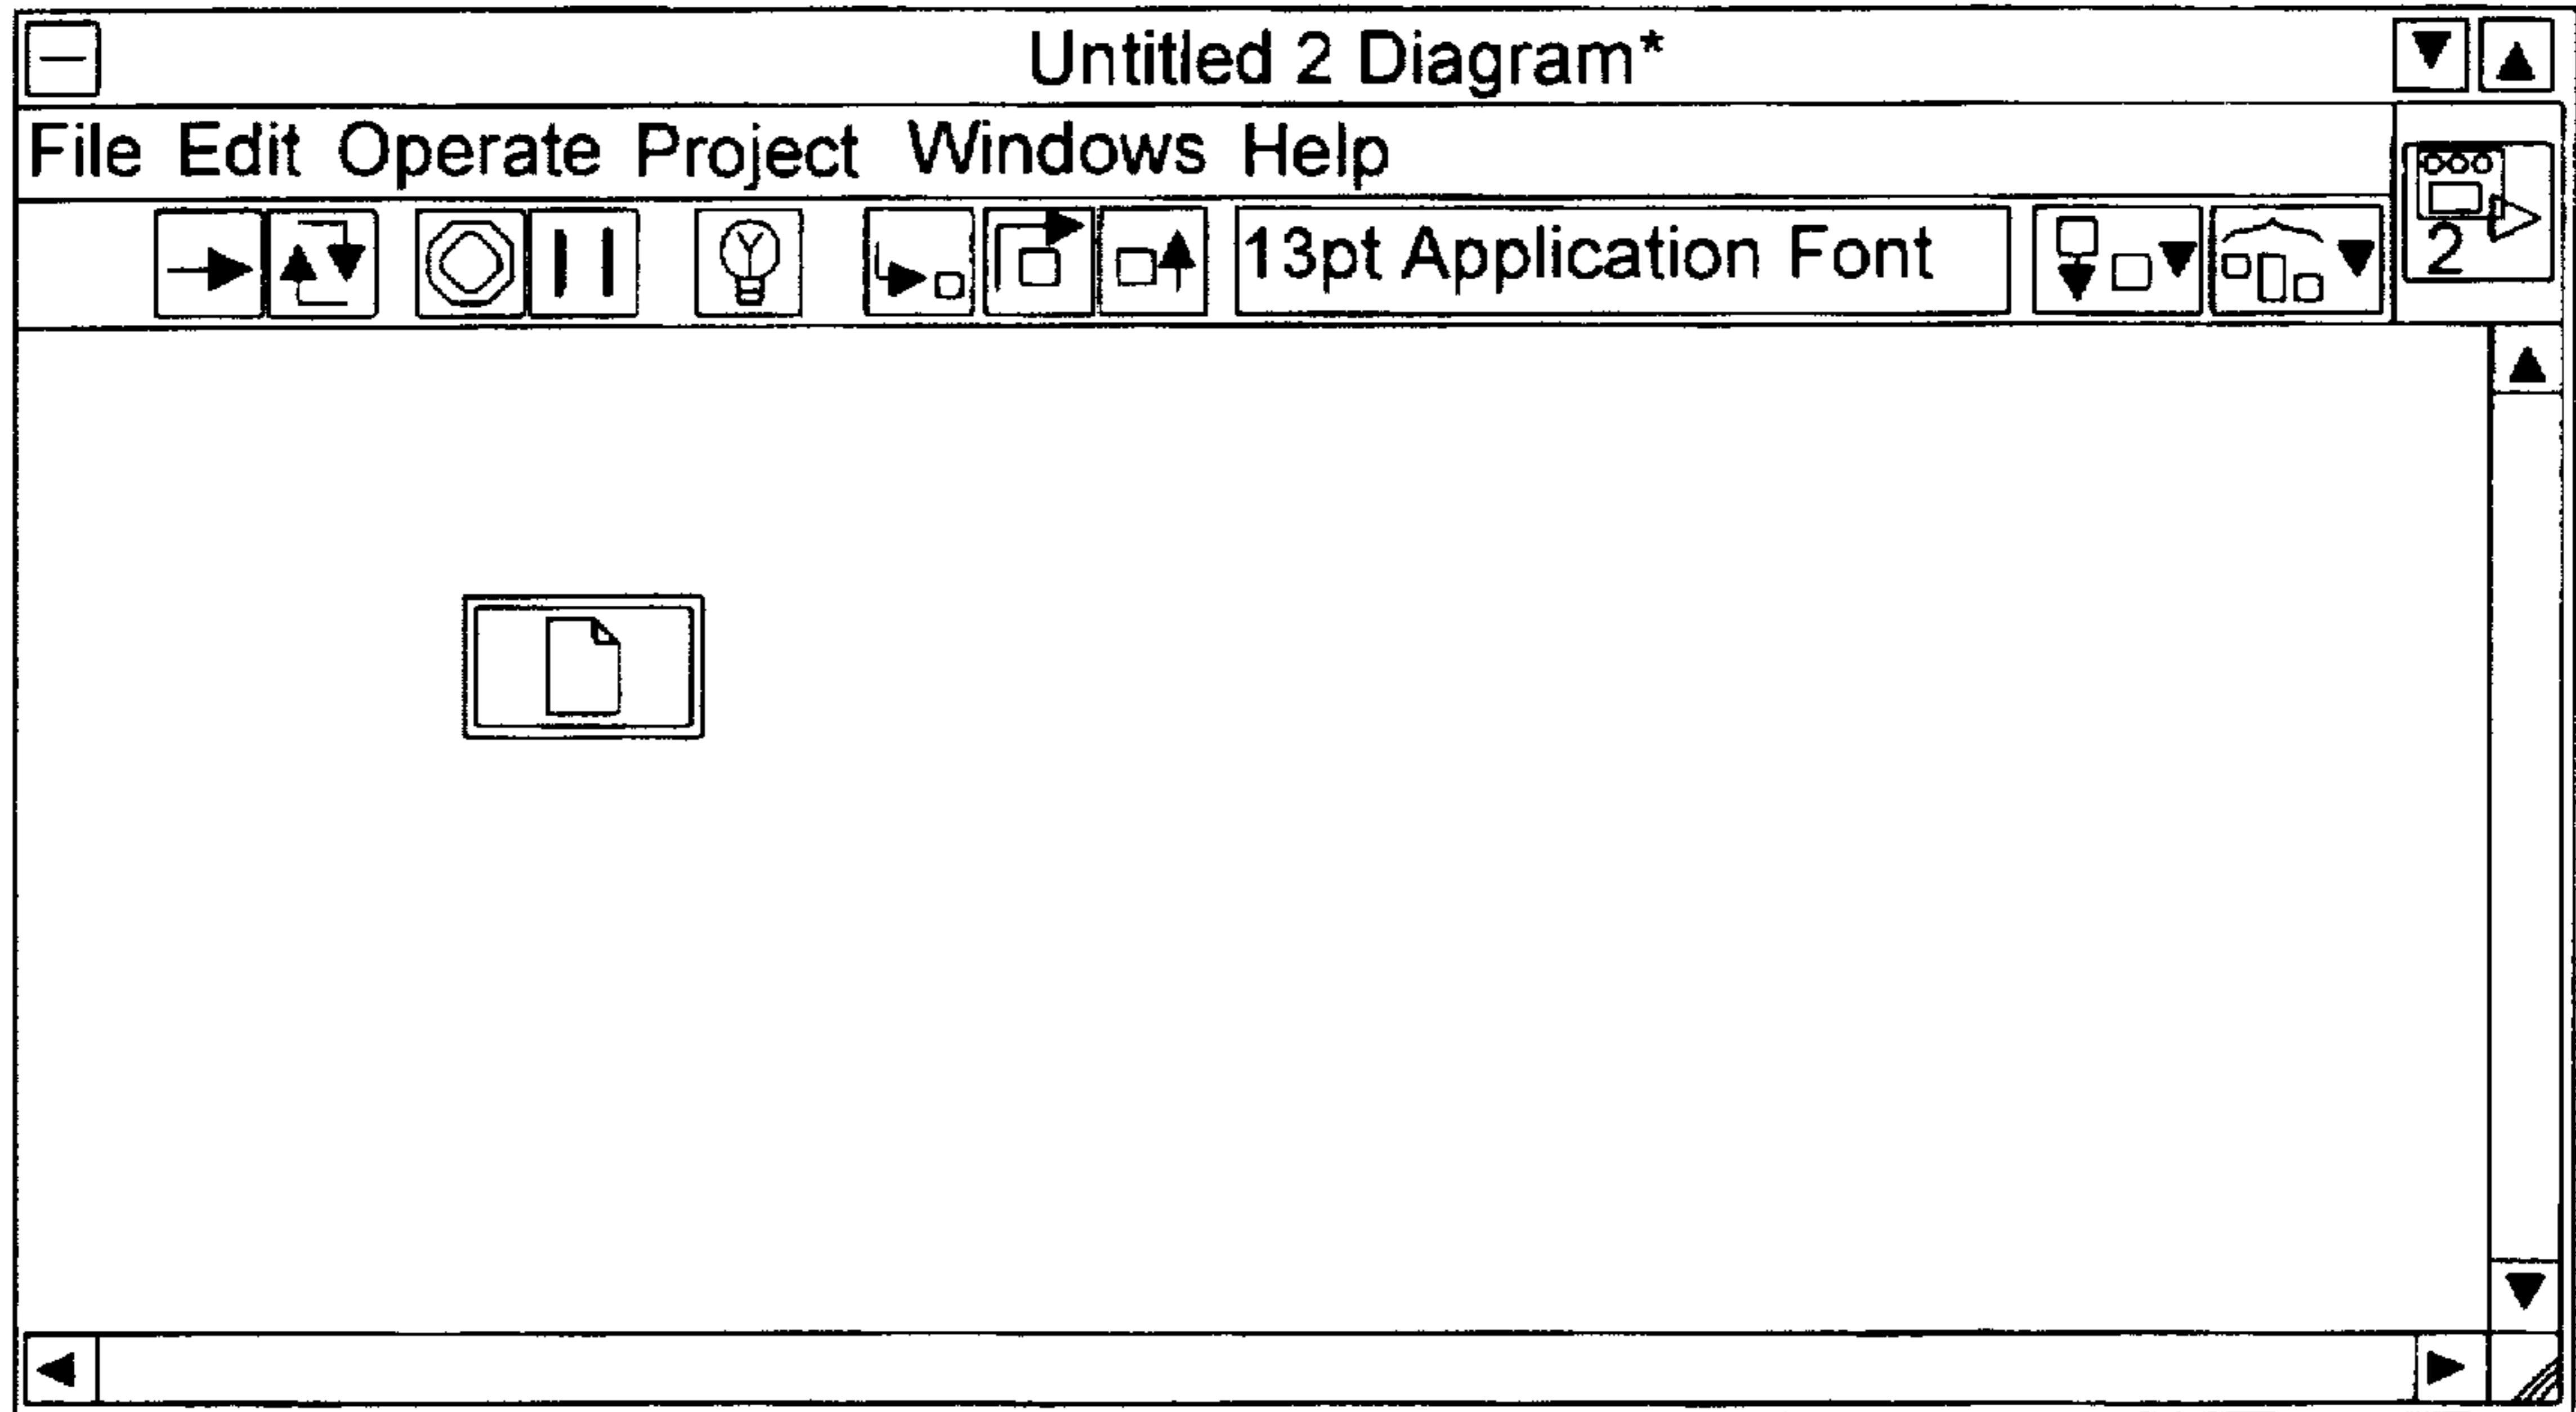 Untitled 2 Diagram*
File Edit Operate Project Windows Help
13pt Application Font
2